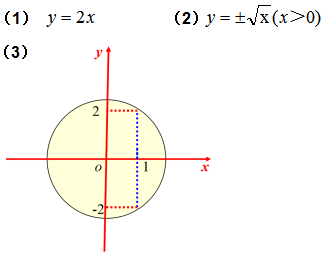 (1) y = 2x (2) y = ±√x (x＞0)
(3)
y
2
o 1 x
-2